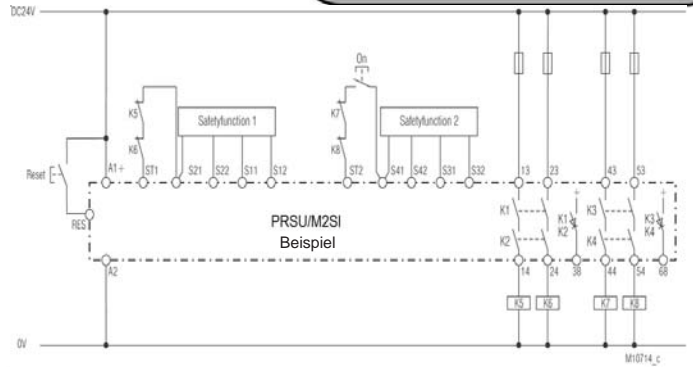 DC24V
On
K5
K7
Safetyfunction 1
Safetyfunction 2
K6
K8
Reset
A1+
ST1
S21
S22
S11
S12
ST2
S41
S42
S31
S32
13
23
43
53
RES
PRSU/M2SI
Beispiel
K1
K1
K2
K3
K3
K4
K2
K4
A2
14
24
38
44
54
68
K5
K6
K7
K8
0V
M10714_c